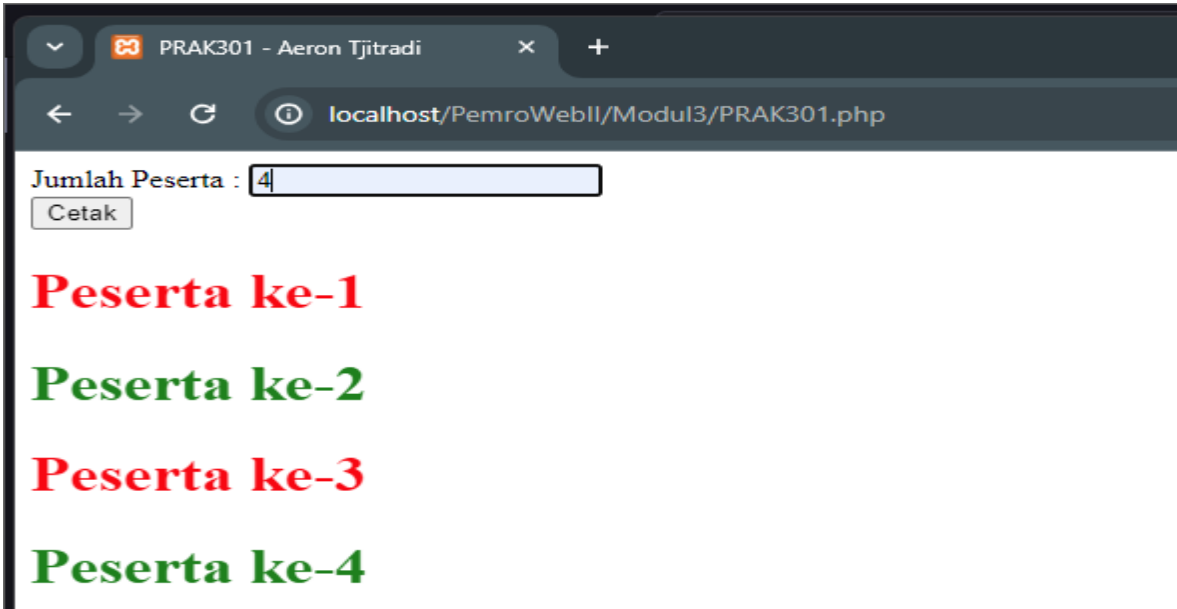 PRAK301 - Aeron Tjitradi
localhost/PemroWebII/Modul3/PRAK301.php
Jumlah Peserta : 4
Cetak
Peserta ke-1
Peserta ke-2
Peserta ke-3
Peserta ke-4